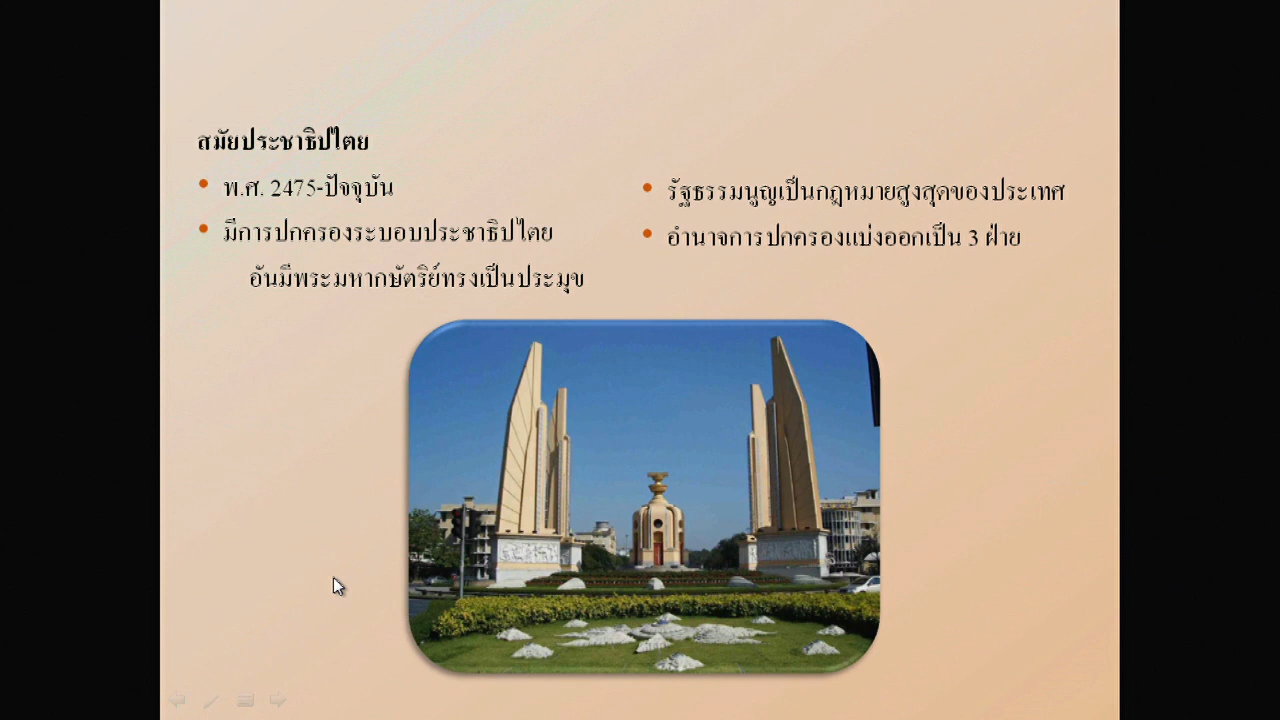 สมัยประชาธิปไตย
• พ.ศ. 2475-ปัจจุบัน
• มีการปกครองระบอบประชาธิปไตย
อันมีพระมหากษัตริย์ทรงเป็นประมุข
• รัฐธรรมนูญเป็นกฎหมายสูงสุดของประเทศ
• อำนาจการปกครองแบ่งออกเป็น 3 ฝ่าย